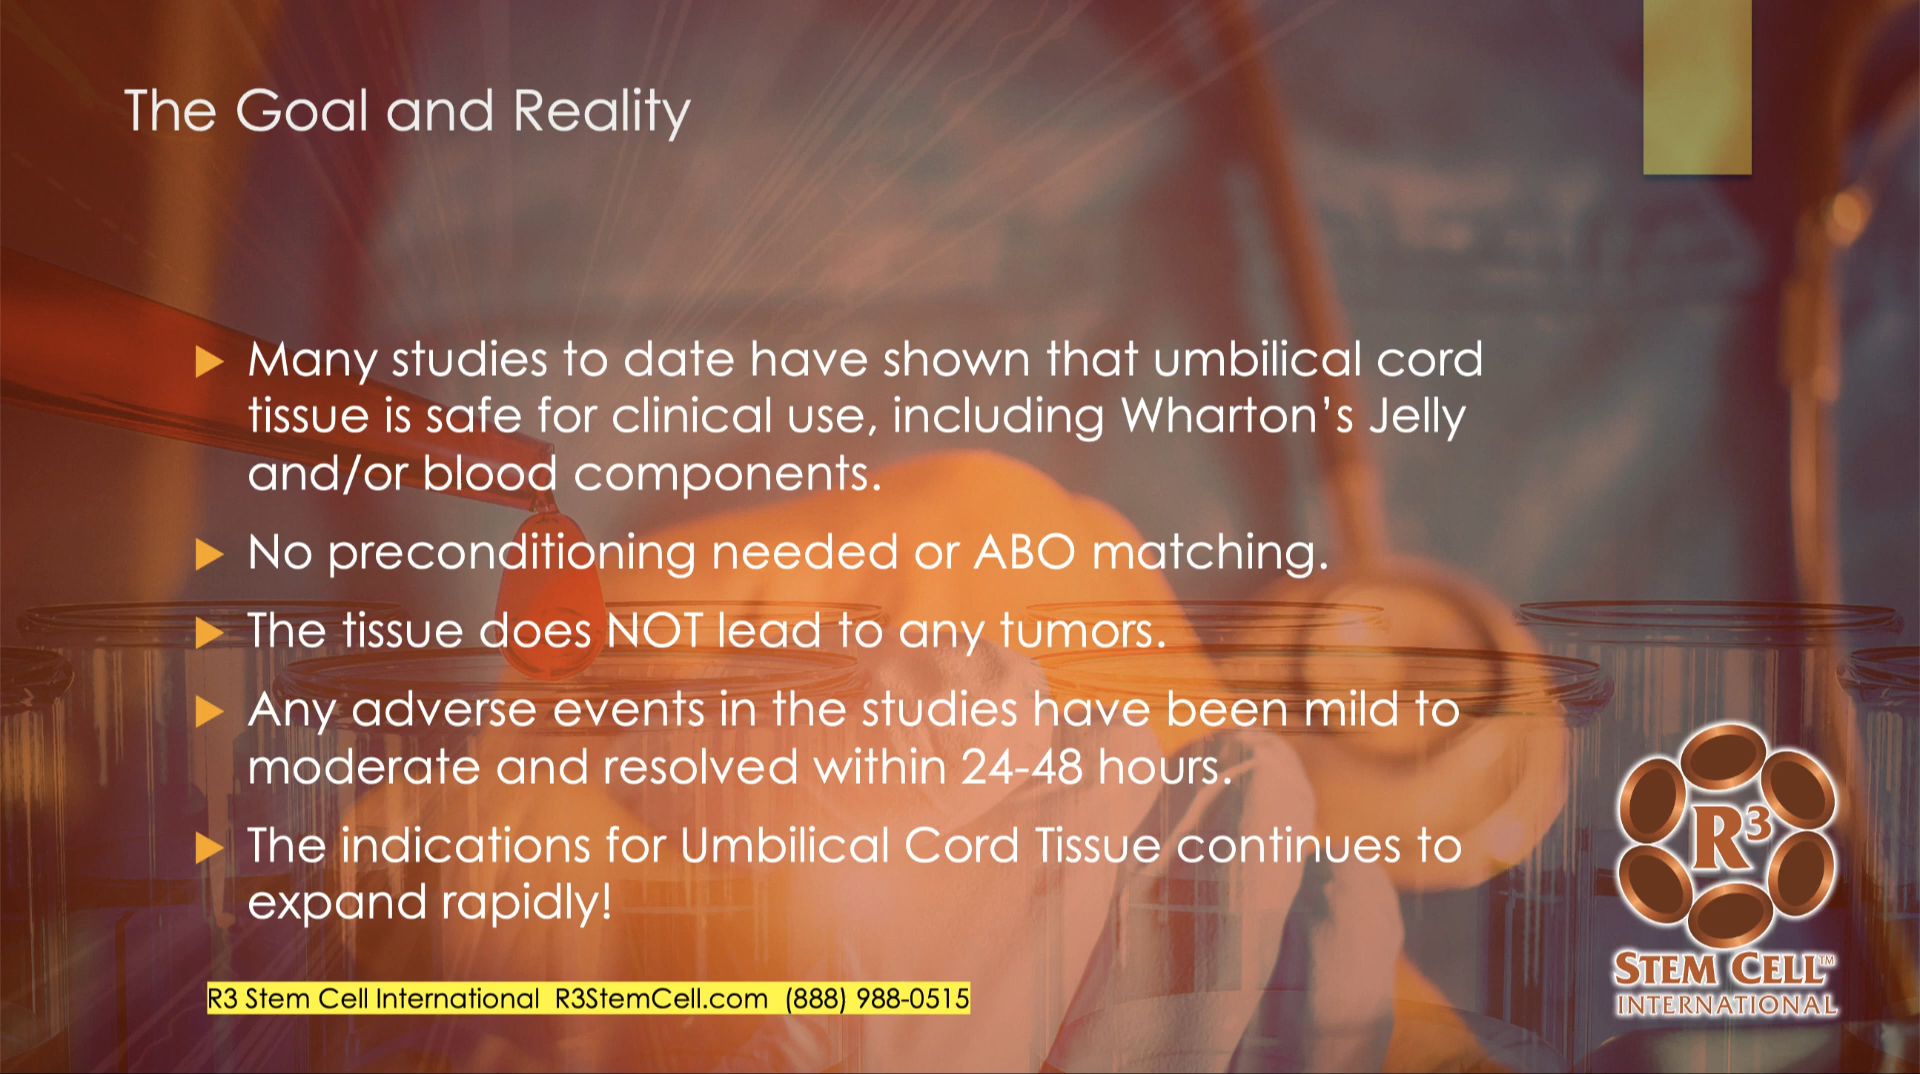 The Goal and Reality
Many studies to date have shown that umbilical cord
tissue is safe for clinical use, including Wharton’s Jelly
and/or blood components.
No preconditioning needed or ABO matching.
The tissue does NOT lead to any tumors.
Any adverse events in the studies have been mild to
moderate and resolved within 24-48 hours.
The indications for Umbilical Cord Tissue continues to
expand rapidly!
R3 Stem Cell International  R3StemCell.com  (888) 988-0515
R³
STEM CELL™
INTERNATIONAL